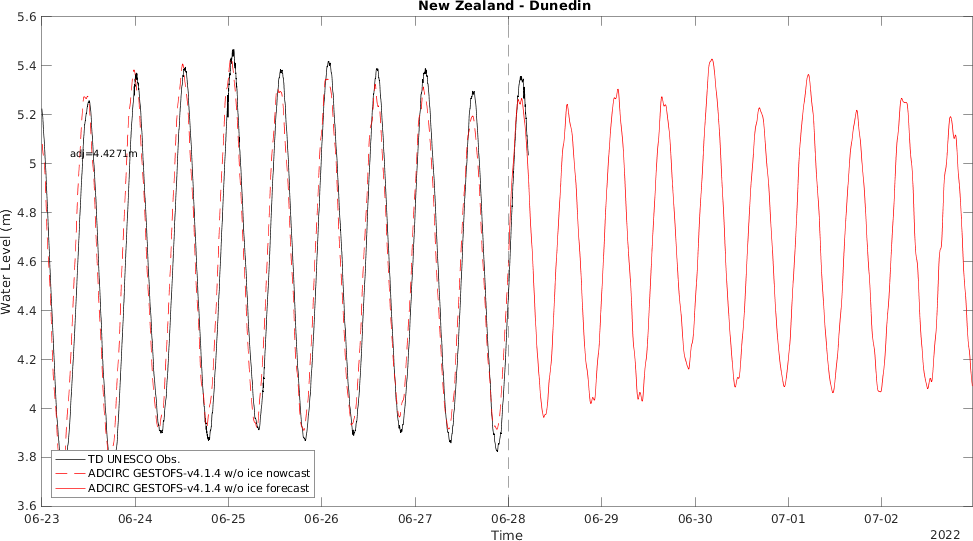 New Zealand - Dunedin
5.6
5.4
5.2
5
4.8
4.6
4.4
4.2
4
3.8
3.6
Water Level (m)
adj=4.4271m
TD UNESCO Obs.
ADCIRC GESTOFS-v4.1.4 w/o ice nowcast
ADCIRC GESTOFS-v4.1.4 w/o ice forecast
06-23 06-24 06-25 06-26 06-27 06-28 06-29 06-30 07-01 07-02
Time
2022